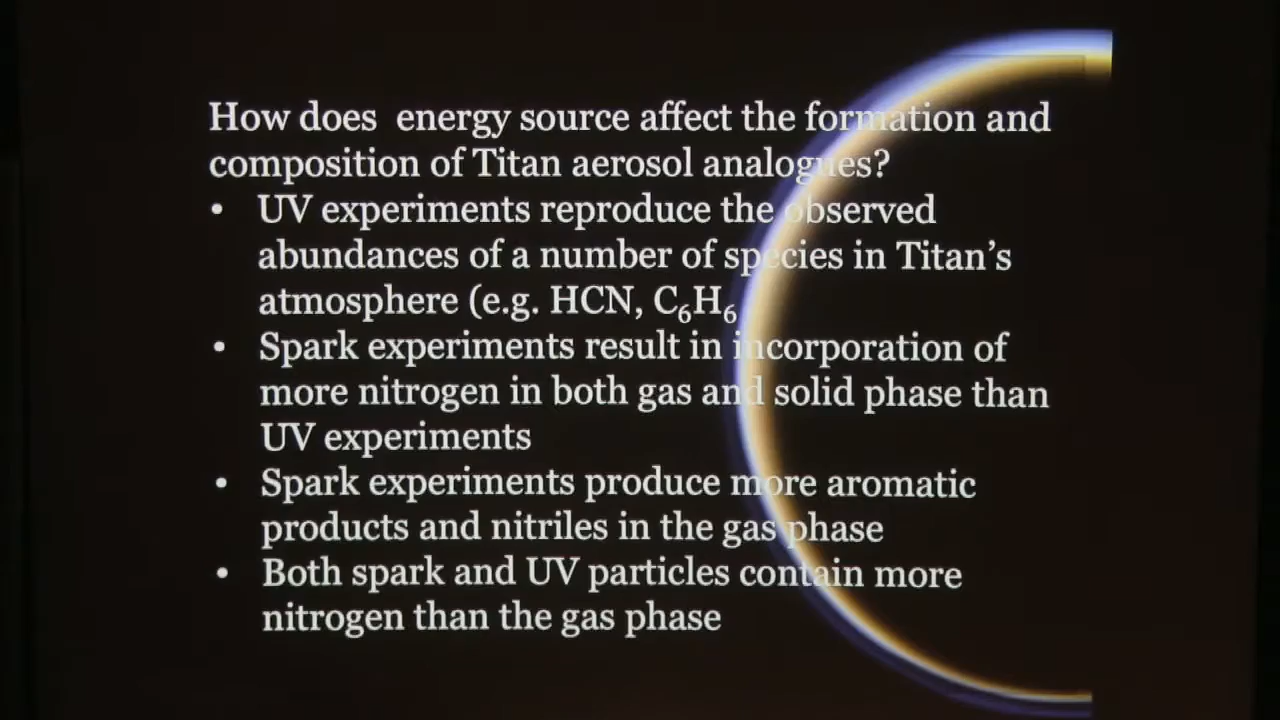 How does  energy source affect the formation and
composition of Titan aerosol analogues?
• UV experiments reproduce the observed
abundances of a number of species in Titan’s
atmosphere (e.g. HCN, C₆H₆
• Spark experiments result in incorporation of
more nitrogen in both gas and solid phase than
UV experiments
• Spark experiments produce more aromatic
products and nitriles in the gas phase
• Both spark and UV particles contain more
nitrogen than the gas phase